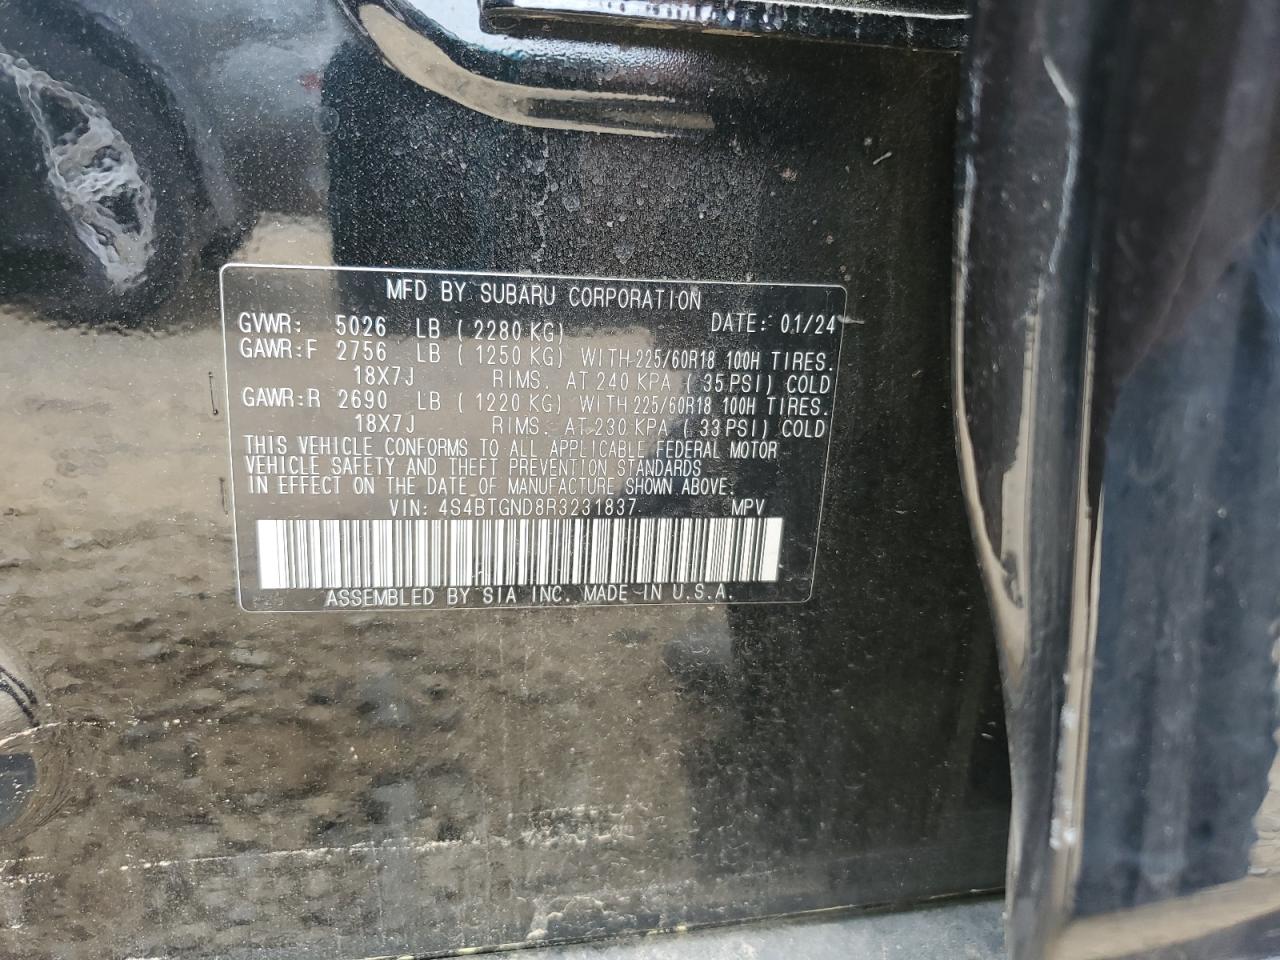 MFD BY SUBARU CORPORATION
GVWR: 5026 LB (2280 KG) DATE: 01/24
GAWR:F 2756 LB (1250 KG) WITH-225/60R18 100H TIRES.
18X7J RIMS. AT 240 KPA (35 PSI) COLD
GAWR:R 2690 LB (1220 KG) WITH 225/60R18 100H TIRES.
18X7J RIMS. AT 230 KPA (33 PSI) COLD
THIS VEHICLE CONFORMS TO ALL APPLICABLE FEDERAL MOTOR
VEHICLE SAFETY AND THEFT PREVENTION STANDARDS
IN EFFECT ON THE DATE OF MANUFACTURE SHOWN ABOVE.
VIN: 4S4BTGND8R3231837 MPV
ASSEMBLED BY SIA INC. MADE IN U.S.A.